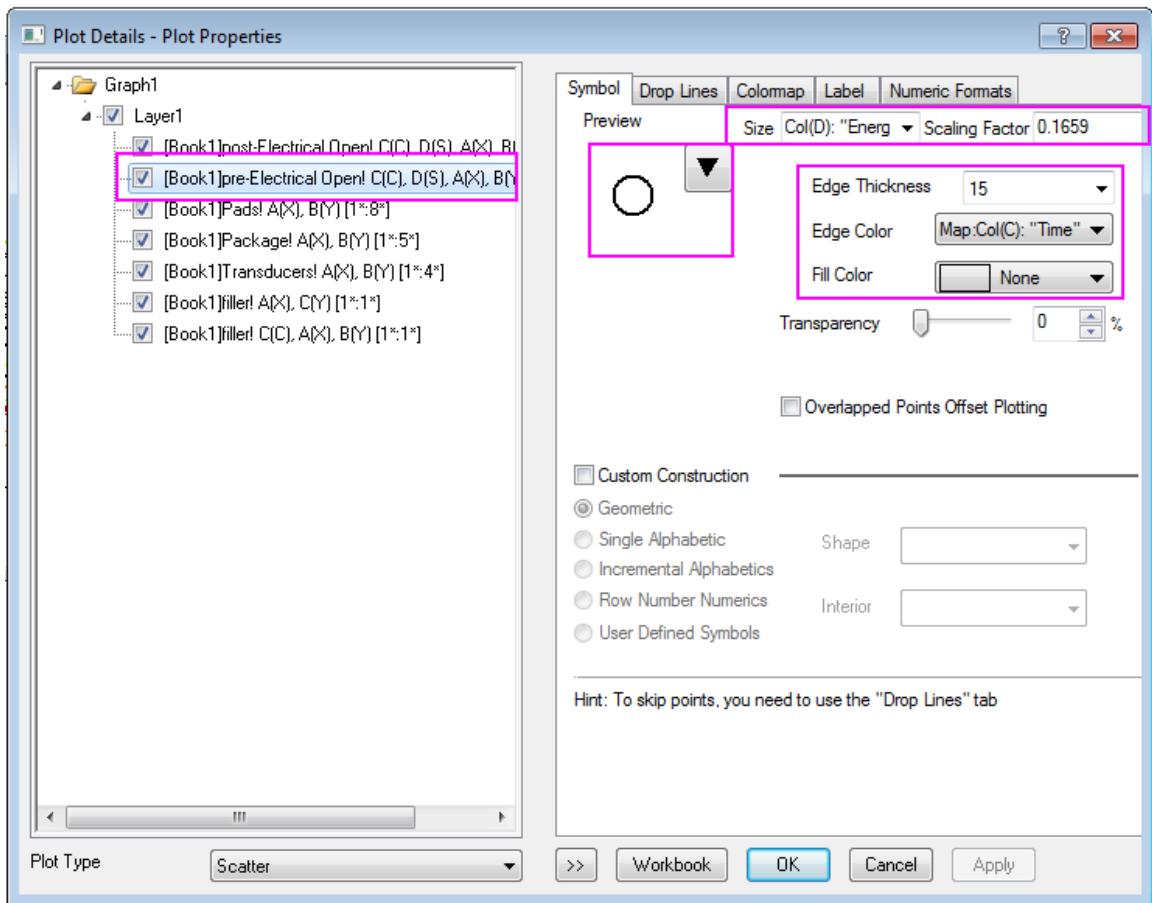 Plot Details - Plot Properties
Graph1
Layer1
[Book1]post-Electrical Open! C(C), D(S), A(X), B(
[Book1]pre-Electrical Open! C(C), D(S), A(X), B(Y
[Book1]Pads! A(X), B(Y) [1*:8*]
[Book1]Package! A(X), B(Y) [1*:5*]
[Book1]Transducers! A(X), B(Y) [1*:4*]
[Book1]filler! A(X), C(Y) [1*:1*]
[Book1]filler! C(C), A(X), B(Y) [1*:1*]
Plot Type Scatter
Symbol Drop Lines Colormap Label Numeric Formats
Preview
Size Col(D): "Energ Scaling Factor 0.1659
Edge Thickness 15
Edge Color Map:Col(C): "Time"
Fill Color None
Transparency 0 %
Overlapped Points Offset Plotting
Custom Construction
Geometric
Single Alphabetic
Shape
Incremental Alphabetics
Row Number Numerics
Interior
User Defined Symbols
Hint: To skip points, you need to use the "Drop Lines" tab
>> Workbook OK Cancel Apply